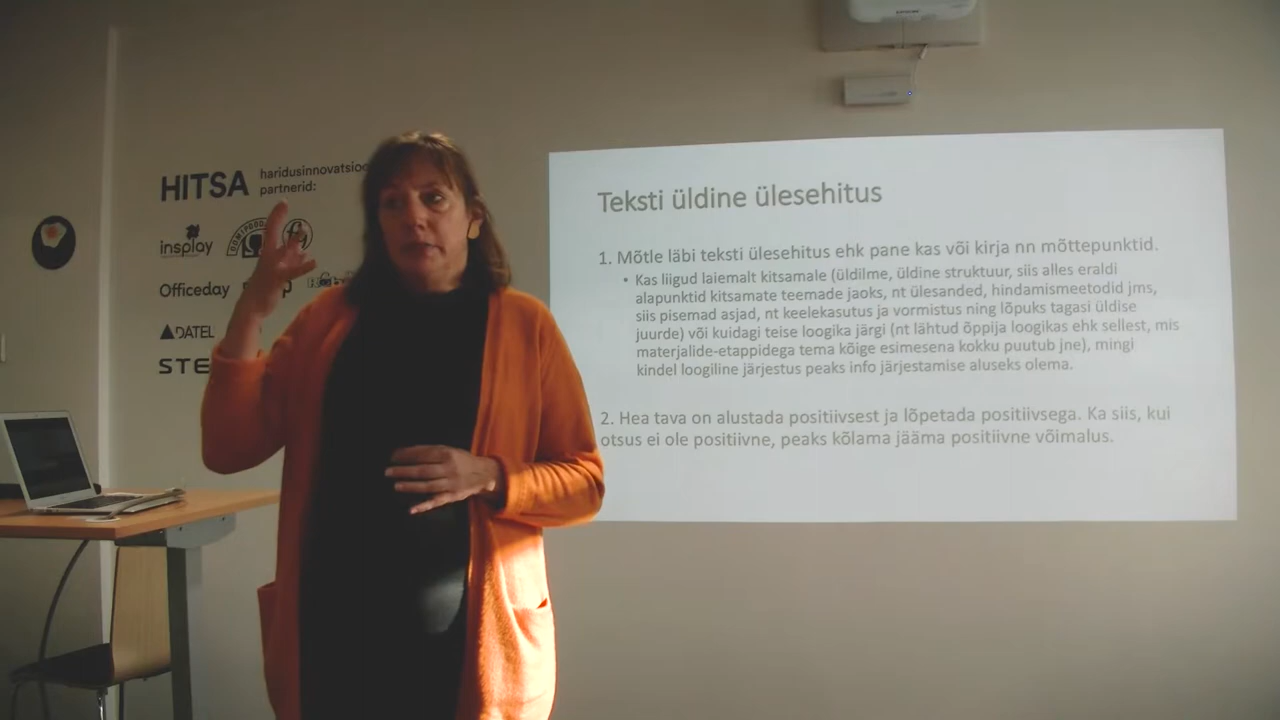 HITSA
haridusinnovatsioo
partnerid:
insplay
Officeday
DATEL
STE
Teksti üldine ülesehitus
1. Mõtle läbi teksti ülesehitus ehk pane kas või kirja nn mõttepunktid.
• Kas liigud laiemalt kitsamale (üldilme, üldine struktuur, siis alles eraldi
alapunktid kitsamate teemade jaoks, nt ülesanded, hindamismeetodid jms,
siis pisemad asjad, nt keelekasutus ja vormistus ning lõpuks tagasi üldise
juurde) või kuidagi teise loogika järgi (nt lähtud õppija loogikas ehk sellest, mis
materjalide-etappidega tema kõige esimesena kokku puutub jne), mingi
kindel loogiline järjestus peaks info järjestamise aluseks olema.
2. Hea tava on alustada positiivsest ja lõpetada positiivsega. Ka siis, kui
otsus ei ole positiivne, peaks kõlama jääma positiivne võimalus.